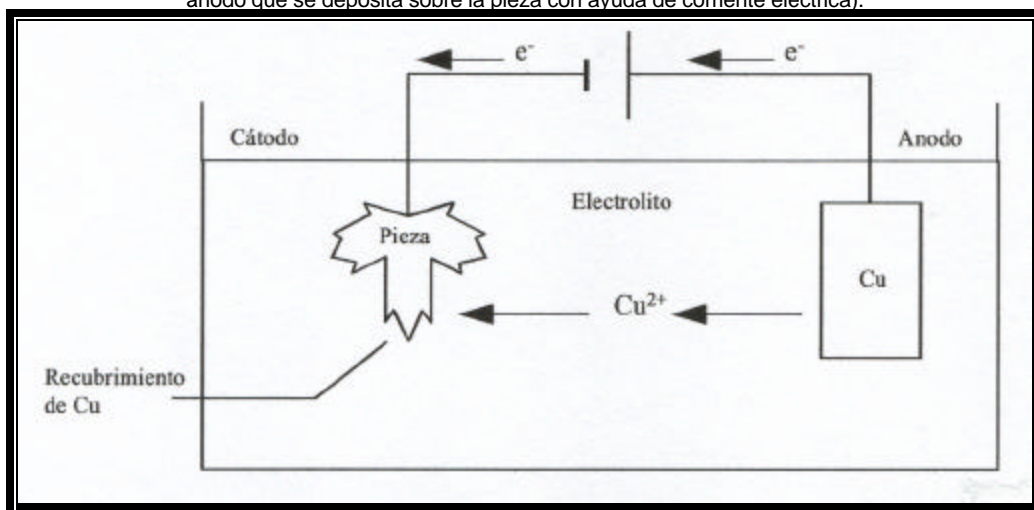 ánodo que se deposita sobre la pieza con ayuda de corriente eléctrica).
e⁻
e⁻
Cátodo
Anodo
Electrolito
Pieza
Cu
Cu²⁺
Recubrimiento
de Cu